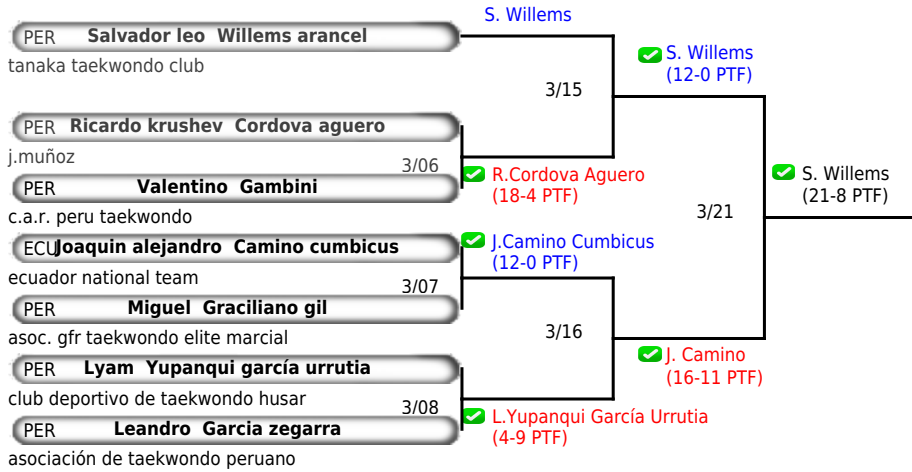 S. Willems
PER Salvador leo Willems arancel
tanaka taekwondo club
S. Willems
(12-0 PTF)
3/15
PER Ricardo krushev Cordova aguero
j.muñoz
3/06
R.Cordova Aguero
(18-4 PTF)
PER Valentino Gambini
c.a.r. peru taekwondo
S. Willems
(21-8 PTF)
3/21
ECU Joaquin alejandro Camino cumbicus
ecuador national team
J.Camino Cumbicus
(12-0 PTF)
3/07
PER Miguel Graciliano gil
asoc. gfr taekwondo elite marcial
3/16
PER Lyam Yupanqui garcía urrutia
club deportivo de taekwondo husar
J. Camino
(16-11 PTF)
3/08
L.Yupanqui García Urrutia
(4-9 PTF)
PER Leandro Garcia zegarra
asociación de taekwondo peruano